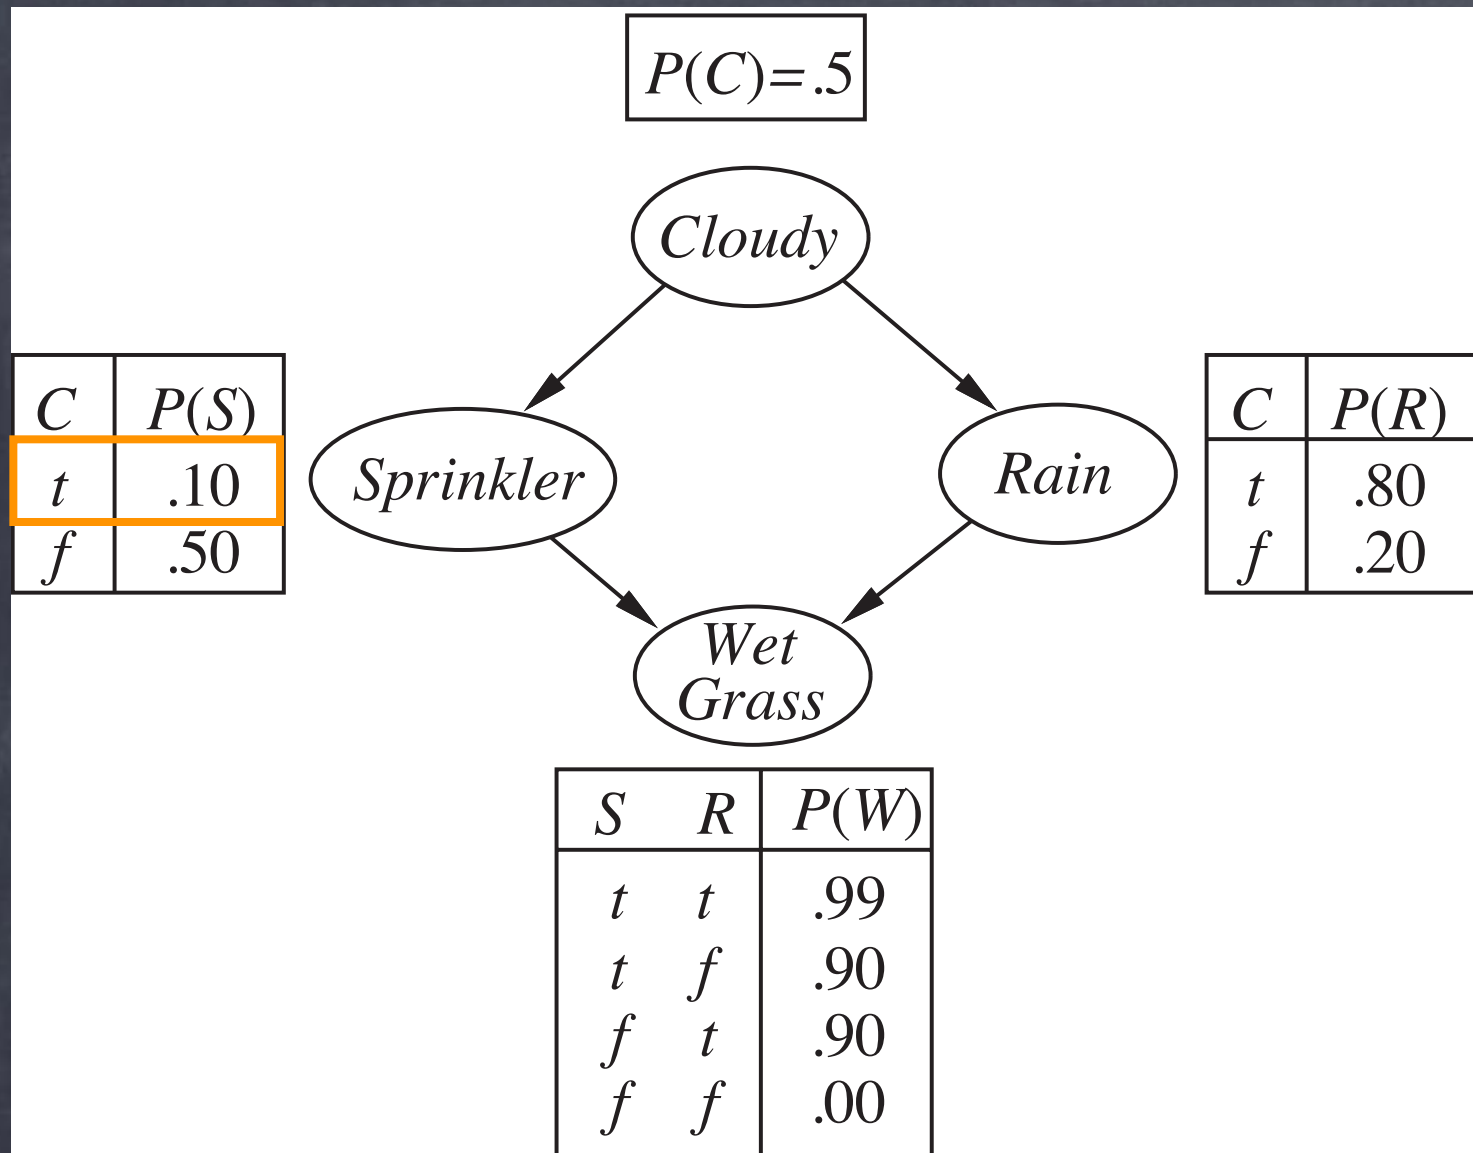 P(C)=.5
Cloudy
C P(S)
t .10
f .50
Sprinkler
Rain
C P(R)
t .80
f .20
Wet
Grass
S R P(W)
t t .99
t f .90
f t .90
f f .00